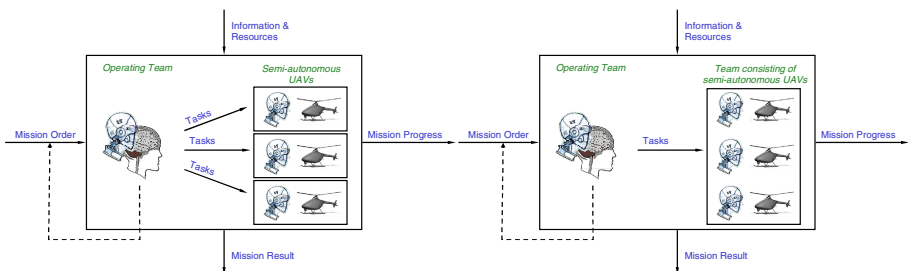 Information &
Resources
Operating Team
Semi-autonomous
UAVs
Mission Order
Tasks
Tasks
Tasks
Mission Progress
Mission Result
Information &
Resources
Operating Team
Team consisting of
semi-autonomous UAVs
Mission Order
Tasks
Mission Progress
Mission Result